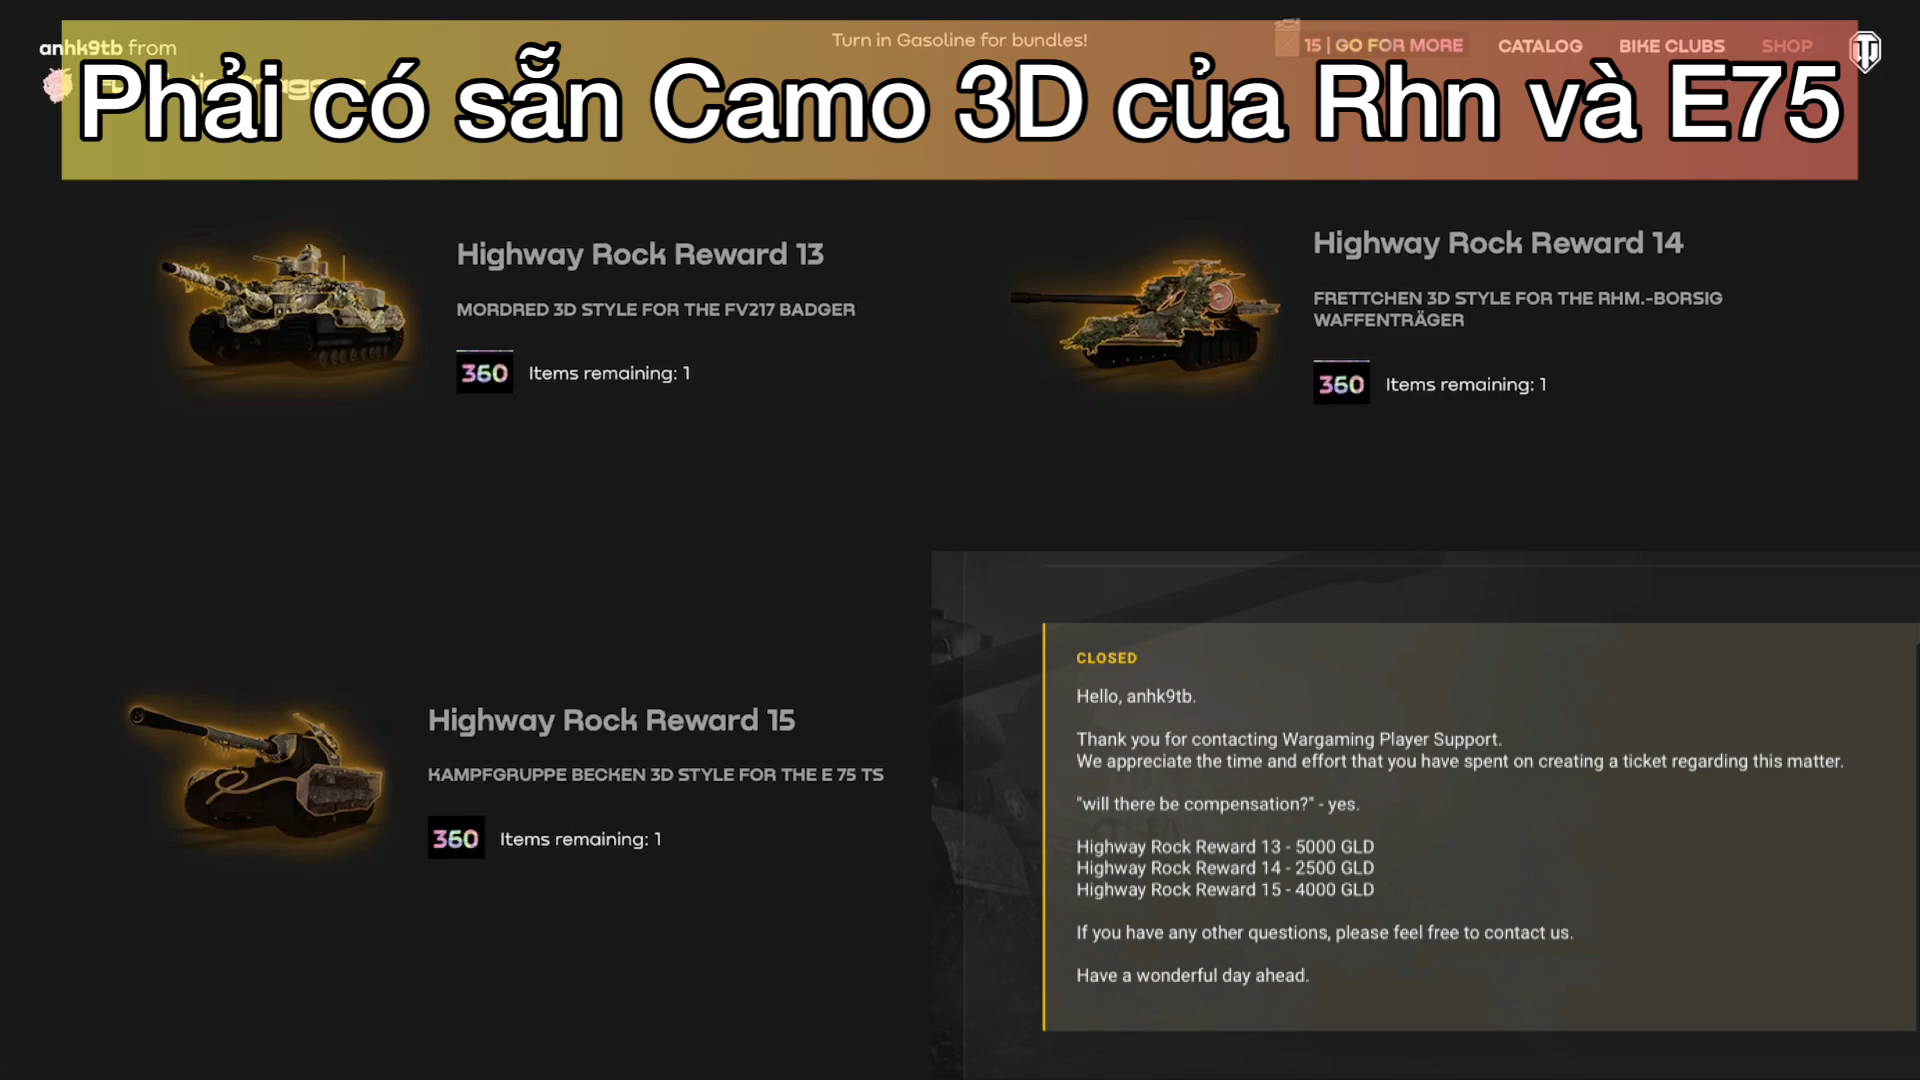 anhk9tb from
Turn in Gasoline for bundles!
15 | GO FOR MORE
CATALOG
BIKE CLUBS
SHOP
Phải có sẵn Camo 3D của Rhn và E75
Highway Rock Reward 13
MORDRED 3D STYLE FOR THE FV217 BADGER
360
Items remaining: 1
Highway Rock Reward 14
FRETTCHEN 3D STYLE FOR THE RHM.-BORSIG
WAFFENTRÄGER
360
Items remaining: 1
Highway Rock Reward 15
KAMPFGRUPPE BECKEN 3D STYLE FOR THE E 75 TS
360
Items remaining: 1
CLOSED
Hello, anhk9tb.
Thank you for contacting Wargaming Player Support.
We appreciate the time and effort that you have spent on creating a ticket regarding this matter.
"will there be compensation?" - yes.
Highway Rock Reward 13 - 5000 GLD
Highway Rock Reward 14 - 2500 GLD
Highway Rock Reward 15 - 4000 GLD
If you have any other questions, please feel free to contact us.
Have a wonderful day ahead.